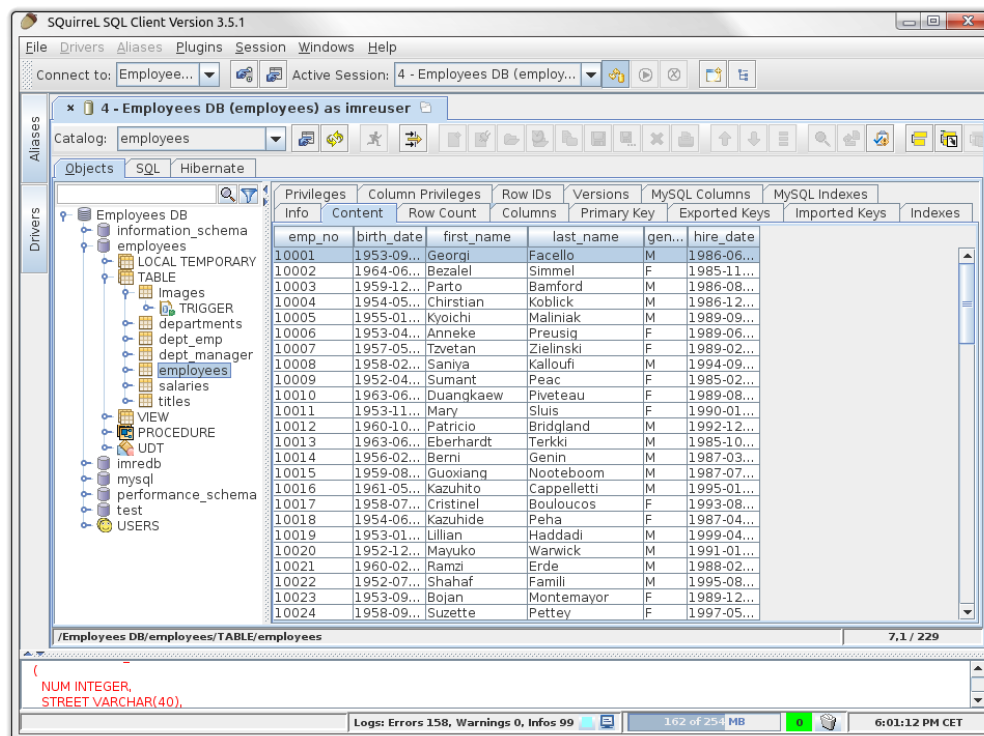 SQuirreL SQL Client Version 3.5.1
File Drivers Aliases Plugins Session Windows Help
Connect to: Employee... Active Session: 4 - Employees DB (employ...
4 - Employees DB (employees) as imreuser
Catalog: employees
Aliases
Drivers
Objects SQL Hibernate
Employees DB
information_schema
employees
LOCAL TEMPORARY
TABLE
Images
TRIGGER
departments
dept_emp
dept_manager
employees
salaries
titles
VIEW
PROCEDURE
UDT
imredb
mysql
performance_schema
test
USERS
Privileges Column Privileges Row IDs Versions MySQL Columns MySQL Indexes
Info Content Row Count Columns Primary Key Exported Keys Imported Keys Indexes
emp_no birth_date first_name last_name gen... hire_date
10001 1953-09... Georgi Facello M 1986-06...
10002 1964-06... Bezalel Simmel F 1985-11...
10003 1959-12... Parto Bamford M 1986-08...
10004 1954-05... Chirstian Koblick M 1986-12...
10005 1955-01... Kyoichi Maliniak M 1989-09...
10006 1953-04... Anneke Preusig F 1989-06...
10007 1957-05... Tzvetan Zielinski F 1989-02...
10008 1958-02... Saniya Kalloufi M 1994-09...
10009 1952-04... Sumant Peac F 1985-02...
10010 1963-06... Duangkaew Piveteau F 1989-08...
10011 1953-11... Mary Sluis F 1990-01...
10012 1960-10... Patricio Bridgland M 1992-12...
10013 1963-06... Eberhardt Terkki M 1985-10...
10014 1956-02... Berni Genin M 1987-03...
10015 1959-08... Guoxiang Nooteboom M 1987-07...
10016 1961-05... Kazuhito Cappelletti M 1995-01...
10017 1958-07... Cristinel Bouloucos F 1993-08...
10018 1954-06... Kazuhide Peha F 1987-04...
10019 1953-01... Lillian Haddadi M 1999-04...
10020 1952-12... Mayuko Warwick M 1991-01...
10021 1960-02... Ramzi Erde M 1988-02...
10022 1952-07... Shahaf Famili M 1995-08...
10023 1953-09... Bojan Montemayor F 1989-12...
10024 1958-09... Suzette Pettey F 1997-05...
/Employees DB/employees/TABLE/employees 7,1 / 229
(
NUM INTEGER,
STREET VARCHAR(40),
Logs: Errors 158, Warnings 0, Infos 99 162 of 254 MB 0 6:01:12 PM CET